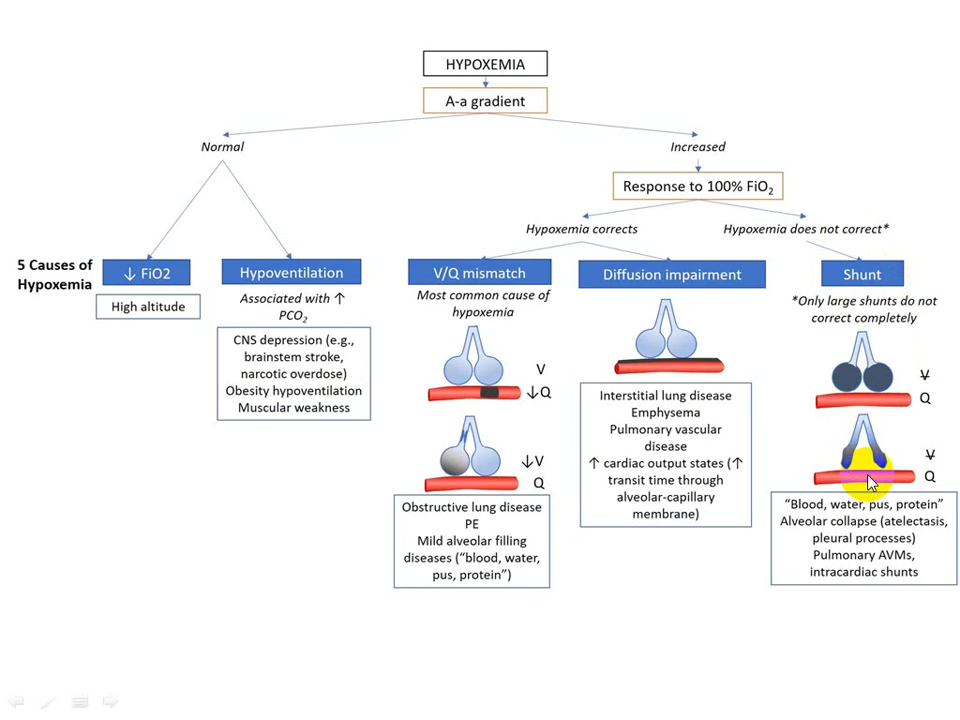 HYPOXEMIA
A-a gradient
Normal
Increased
Response to 100% FiO₂
Hypoxemia corrects
Hypoxemia does not correct*
5 Causes of
Hypoxemia
↓ FiO2
High altitude
Hypoventilation
Associated with ↑
PCO₂
CNS depression (e.g.,
brainstem stroke,
narcotic overdose)
Obesity hypoventilation
Muscular weakness
V/Q mismatch
Most common cause of
hypoxemia
V
↓Q
↓V
Q
Obstructive lung disease
PE
Mild alveolar filling
diseases (“blood, water,
pus, protein”)
Diffusion impairment
Interstitial lung disease
Emphysema
Pulmonary vascular
disease
↑ cardiac output states (↑
transit time through
alveolar-capillary
membrane)
Shunt
*Only large shunts do not
correct completely
V
Q
V
Q
“Blood, water, pus, protein”
Alveolar collapse (atelectasis,
pleural processes)
Pulmonary AVMs,
intracardiac shunts